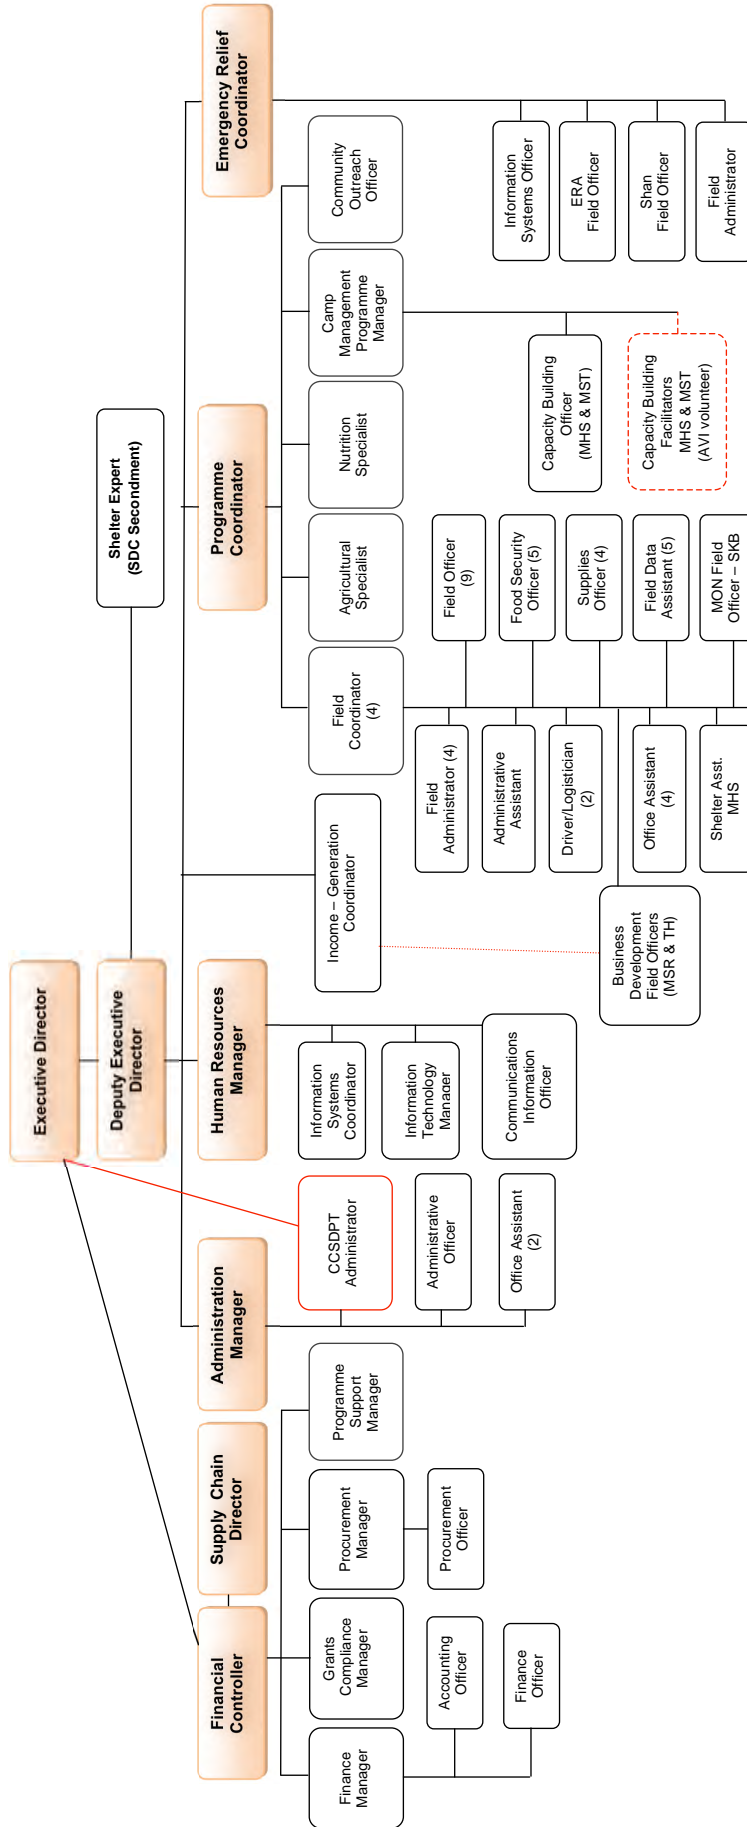 Executive Director
Deputy Executive
Director
Shelter Expert
(SDC Secondment)
Financial
Controller
Supply Chain
Director
Administration
Manager
Human Resources
Manager
Programme
Coordinator
Emergency Relief
Coordinator
Finance Manager
Grants
Compliance
Manager
Procurement
Manager
Programme
Support
Manager
Accounting
Officer
Finance
Officer
Procurement
Officer
CCSDPT
Administrator
Administrative
Officer
Office Assistant
(2)
Information
Systems
Coordinator
Information
Technology
Manager
Communications
Information
Officer
Income – Generation
Coordinator
Field
Coordinator
(4)
Agricultural
Specialist
Nutrition
Specialist
Camp
Management
Programme
Manager
Community
Outreach
Officer
Field
Administrator (4)
Administrative
Assistant
Driver/Logistician
(2)
Business
Development
Field Officers
(MSR & TH)
Office Assistant
(4)
Shelter Asst.
MHS
Field Officer
(9)
Food Security
Officer (5)
Supplies
Officer (4)
Field Data
Assistant (5)
MON Field
Officer – SKB
Capacity Building
Officer
(MHS & MST)
Capacity Building
Facilitators
MHS & MST
(AVI volunteer)
Information
Systems Officer
ERA
Field Officer
Shan
Field Officer
Field
Administrator